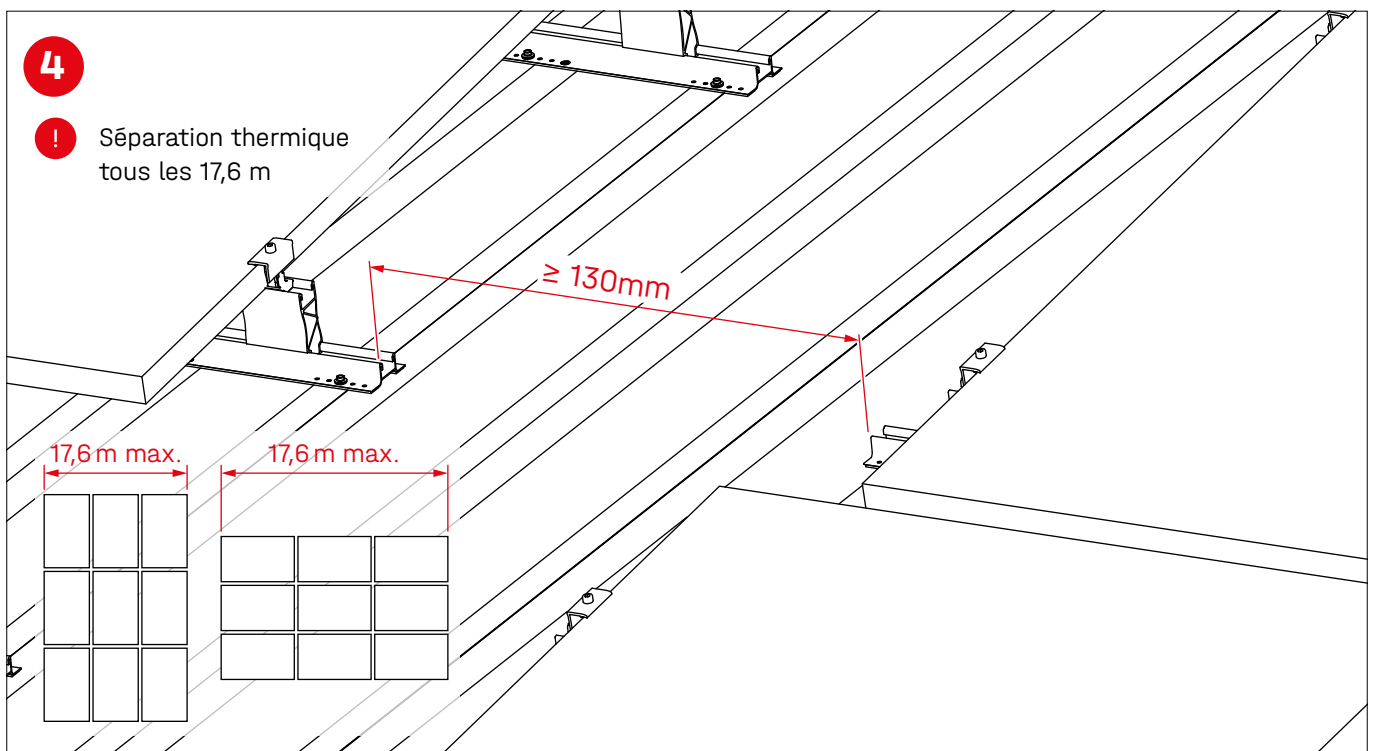 4
!
Séparation thermique
tous les 17,6 m
≥ 130mm
17,6 m max.
17,6 m max.